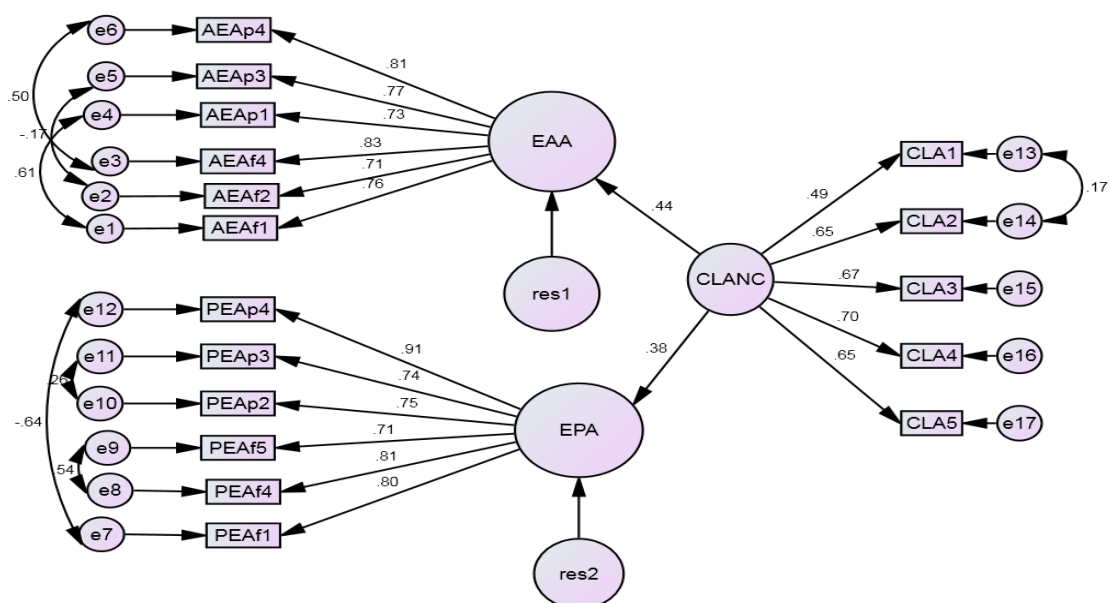 e6
AEAp4
.81
e5
AEAp3
.77
.50
e4
AEAp1
.73
-.17
EAA
e3
AEAf4
.83
.61
e2
AEAf2
.71
e1
AEAf1
.76
CLA1
e13
.49
.17
.44
CLA2
e14
.65
res1
CLANC
.67
CLA3
e15
e12
PEAp4
.91
.70
e11
PEAp3
.74
.38
CLA4
e16
.26
.65
e10
PEAp2
.75
-.64
EPA
CLA5
e17
e9
PEAf5
.71
.54
e8
PEAf4
.81
e7
PEAf1
.80
res2